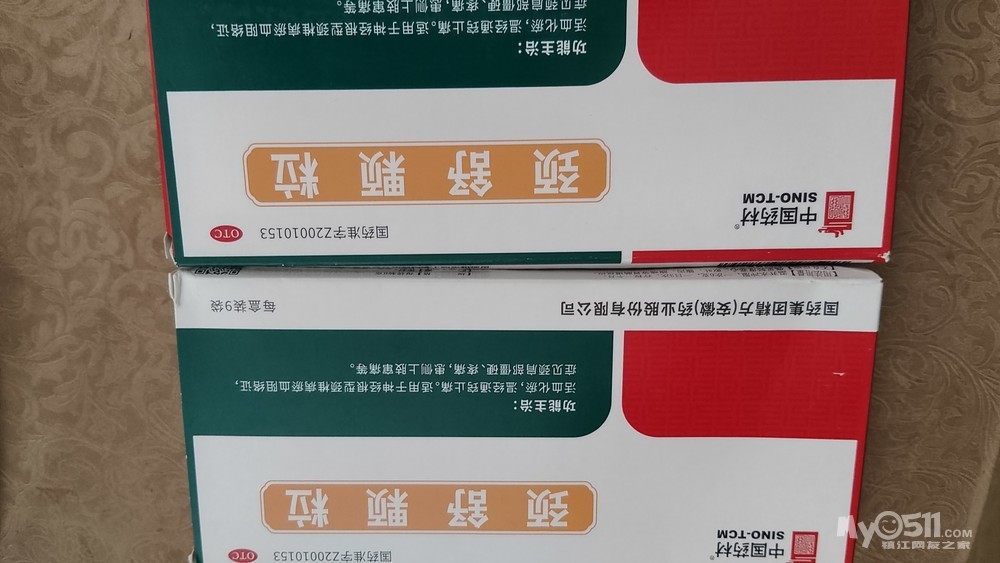 OTC
国药准字Z20010153
中国药材
SINO-TCM
颈舒颗粒
功能主治:
活血化瘀,温经通窍止痛。适用于神经根型颈椎病瘀血阻络证,
症见颈肩部僵硬、疼痛,患侧上肢窜痛等。
国药集团精方(安徽)药业股份有限公司
每盒装9袋
OTC
国药准字Z20010153
中国药材®
SINO-TCM
颈舒颗粒
功能主治:
活血化瘀,温经通窍止痛。适用于神经根型颈椎病瘀血阻络证,
症见颈肩部僵硬、疼痛,患侧上肢窜痛等。
My0511.COM
镇江网友之家